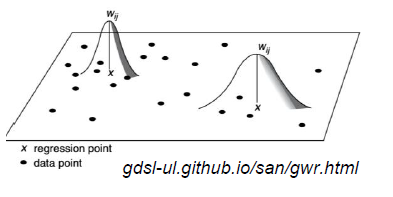 Wij
Wij
X
X
x regression point
• data point
gdsl-ul.github.io/san/gwr.html